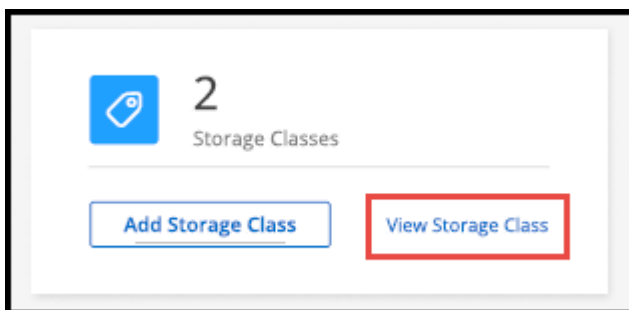 2
Storage Classes
Add Storage Class
View Storage Class